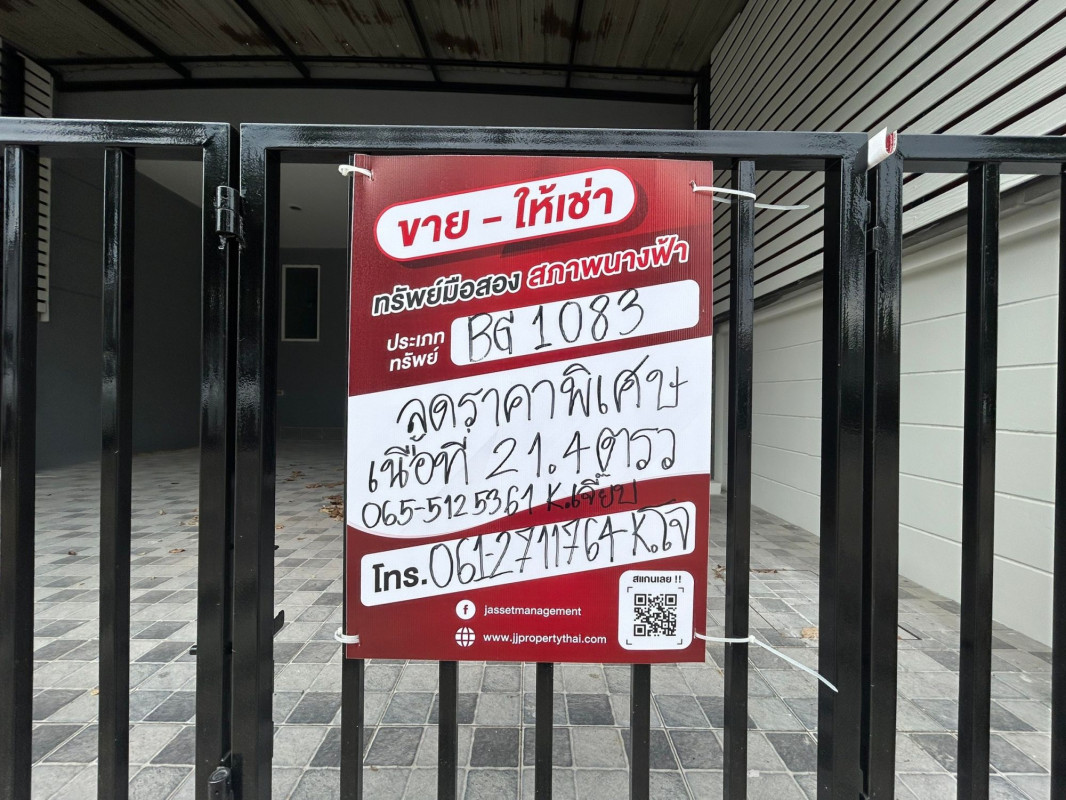 ขาย - ให้เช่า
ทรัพย์มือสอง สภาพนางฟ้า
ประเภท
ทรัพย์
BG 1083
ลดราคาพิเศษ
เนื้อที่ 21.4 ตรว
065-5125361 K.เจี๊ยบ
โทร. 061-2711764 K.โจ
สแกนเลย !!
jassetmanagement
www.jjpropertythai.com